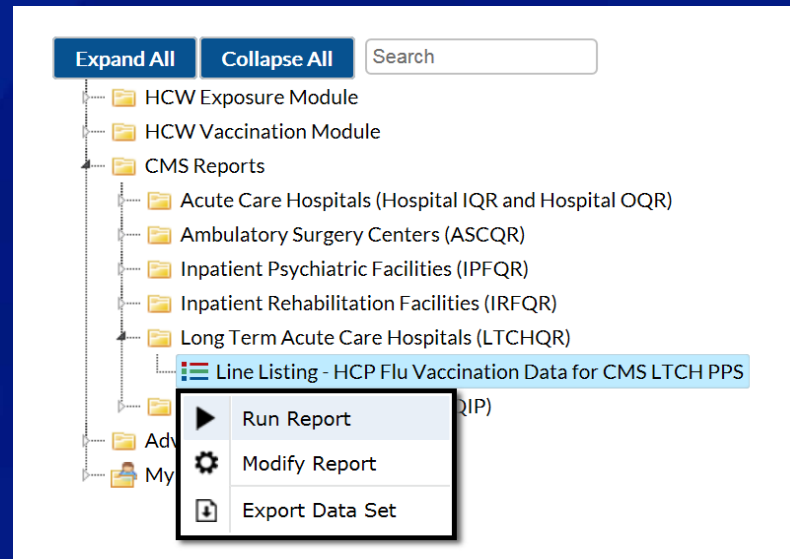 Expand All Collapse All Search
HCW Exposure Module
HCW Vaccination Module
CMS Reports
Acute Care Hospitals (Hospital IQR and Hospital OQR)
Ambulatory Surgery Centers (ASCQR)
Inpatient Psychiatric Facilities (IPFQR)
Inpatient Rehabilitation Facilities (IRFQR)
Long Term Acute Care Hospitals (LTCHQR)
Line Listing - HCP Flu Vaccination Data for CMS LTCH PPS
QIP)
Run Report
Adv
Modify Report
My
Export Data Set